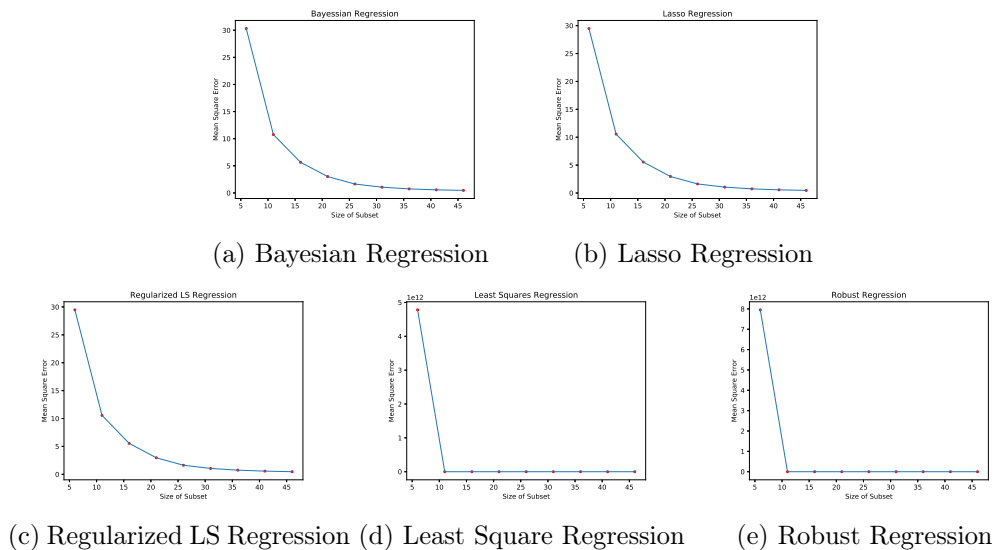 Bayessian Regression
Mean Square Error
30
25
20
15
10
5
0
5 10 15 20 25 30 35 40 45
Size of Subset
(a) Bayesian Regression
Lasso Regression
Mean Square Error
30
25
20
15
10
5
0
5 10 15 20 25 30 35 40 45
Size of Subset
(b) Lasso Regression
Regularized LS Regression
Mean Square Error
30
25
20
15
10
5
0
5 10 15 20 25 30 35 40 45
Size of Subset
(c) Regularized LS Regression
Least Squares Regression
1e12
Mean Square Error
5
4
3
2
1
0
5 10 15 20 25 30 35 40 45
Size of Subset
(d) Least Square Regression
Robust Regression
1e12
Mean Square Error
8
7
6
5
4
3
2
1
0
5 10 15 20 25 30 35 40 45
Size of Subset
(e) Robust Regression